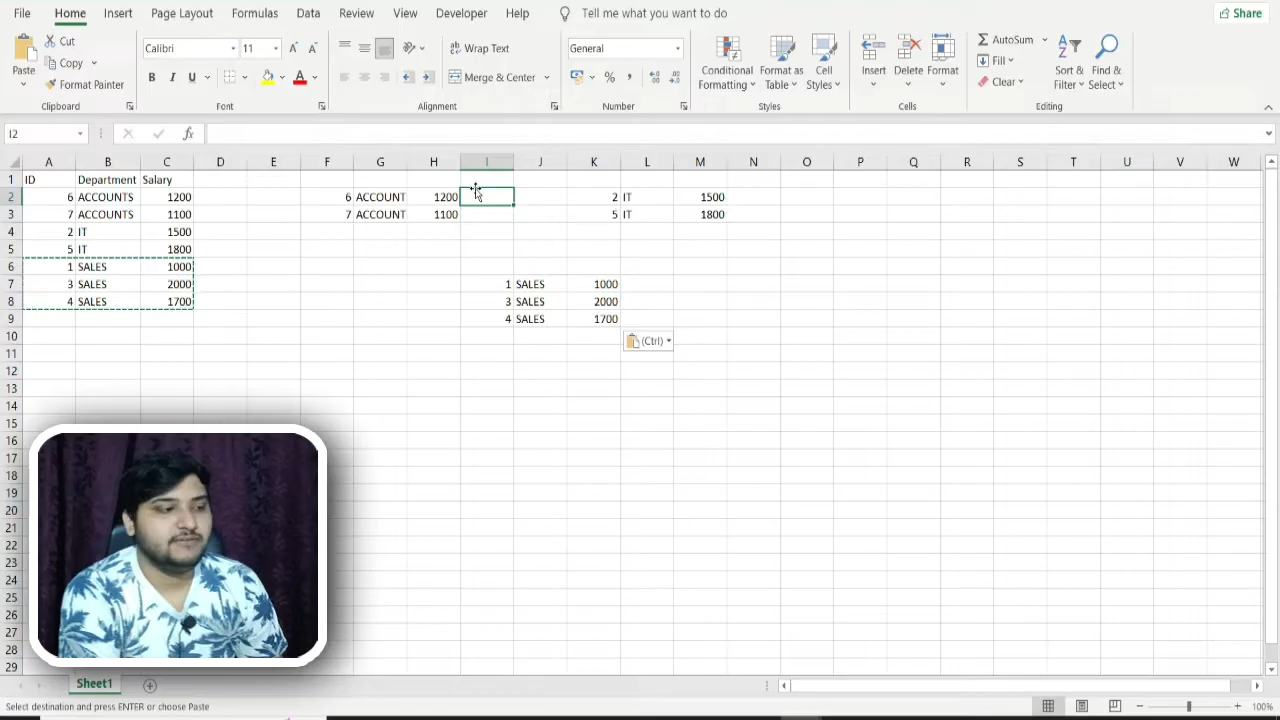 File Home Insert Page Layout Formulas Data Review View Developer Help Tell me what you want to do Share
Paste Cut Copy Format Painter Clipboard
Calibri 11 B I U A Font
Wrap Text Merge & Center Alignment
General % Number
Conditional Formatting Format as Table Cell Styles Styles
Insert Delete Format Cells
AutoSum Fill Clear Sort & Filter Find & Select Editing
I2 fx
A B C D E F G H I J K L M N O P Q R S T U V W
1 ID Department Salary
2 6 ACCOUNTS 1200 6 ACCOUNT 1200 2 IT 1500
3 7 ACCOUNTS 1100 7 ACCOUNT 1100 5 IT 1800
4 2 IT 1500
5 5 IT 1800
6 1 SALES 1000
7 3 SALES 2000 1 SALES 1000
8 4 SALES 1700 3 SALES 2000
9 4 SALES 1700
10 (Ctrl)
11
12
13
14
15
16
17
18
19
20
21
22
23
24
25
26
27
28
29
Sheet1
Select destination and press ENTER or choose Paste 100%